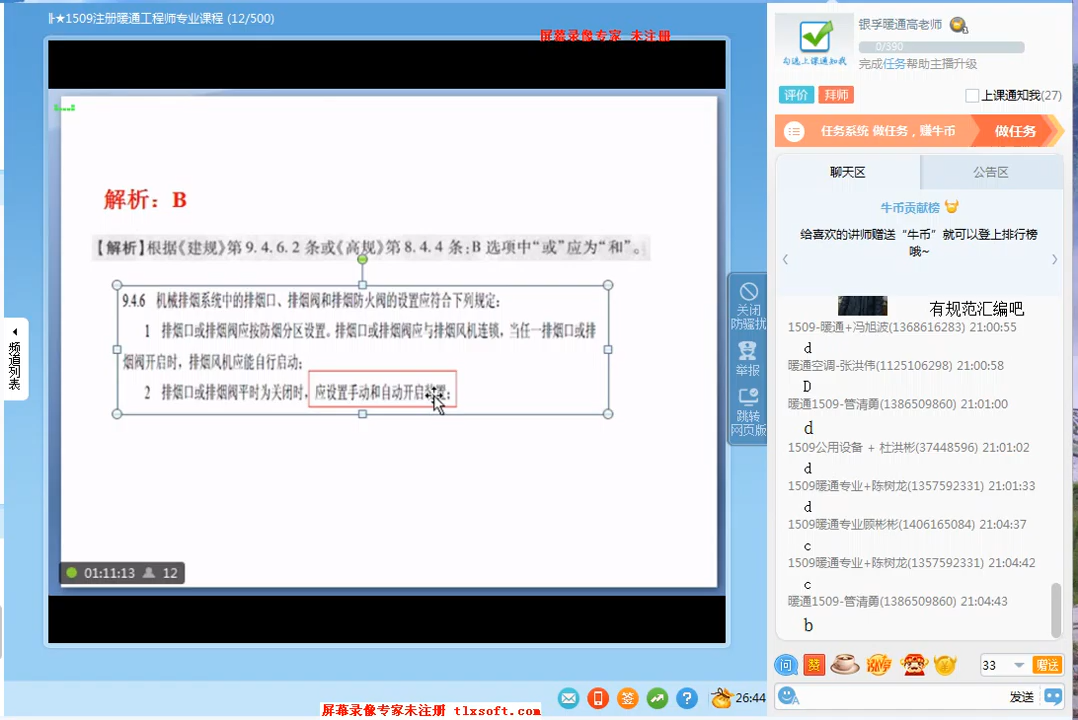 ╟★1509注册暖通工程师专业课程 (12/500)
屏幕录像专家 未注册
解析：B
【解析】根据《建规》第9.4.6.2条或《高规》第8.4.4条：B选项中“或”应为“和”。
9.4.6 机械排烟系统中的排烟口、排烟阀和排烟防火阀的设置应符合下列规定：
1 排烟口或排烟阀应按防烟分区设置。排烟口或排烟阀应与排烟风机连锁，当任一排烟口或排
烟阀开启时，排烟风机应能自行启动；
2 排烟口或排烟阀平时为关闭时，应设置手动和自动开启装置；
01:11:13 12
频道列表
关闭
防骚扰
举报
跳转
网页版
26:44
屏幕录像专家未注册 tlxsoft.com
勾选上课通知我
银孚暖通高老师
0/390
完成任务帮助主播升级
评价 拜师 上课通知我(27)
任务系统 做任务，赚牛币 做任务
聊天区 公告区
牛币贡献榜
给喜欢的讲师赠送“牛币”就可以登上排行榜
哦~
有规范汇编吧
1509-暖通+冯旭波(1368616283) 21:00:55
d
暖通空调-张洪伟(1125106298) 21:00:58
D
暖通1509-管清勇(1386509860) 21:01:00
d
1509公用设备 + 杜洪彬(37448596) 21:01:02
d
1509暖通专业+陈树龙(1357592331) 21:01:33
d
1509暖通专业顾彬彬(1406165084) 21:04:37
c
1509暖通专业+陈树龙(1357592331) 21:04:42
c
暖通1509-管清勇(1386509860) 21:04:43
b
问 赞 33 赠送
发送